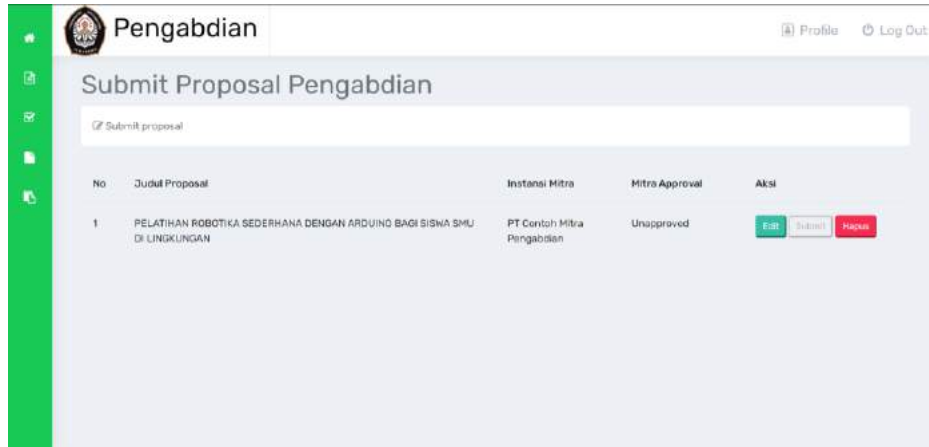 Pengabdian
Profile
Log Out
Submit Proposal Pengabdian
Submit proposal
No Judul Proposal Instansi Mitra Mitra Approval Aksi
1 PELATIHAN ROBOTIKA SEDERHANA DENGAN ARDUINO BAGI SISWA SMU PT Contoh Mitra Unapproved Edit Submit Hapus
DI LINGKUNGAN Pengabdian